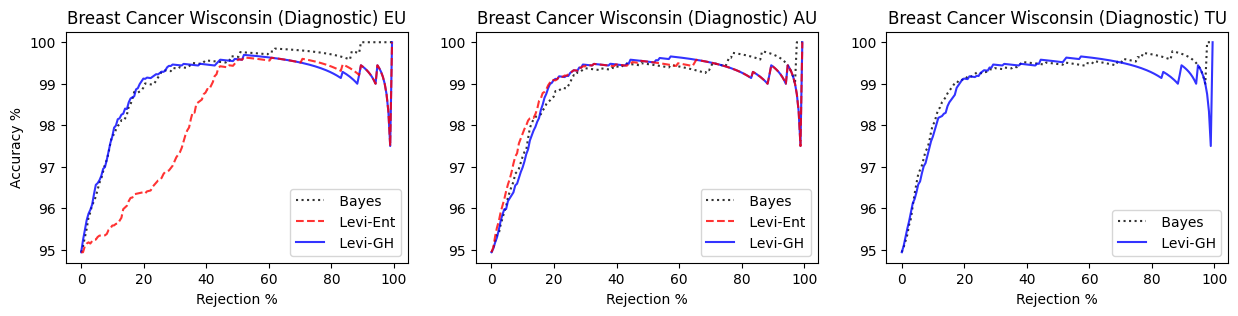 Breast Cancer Wisconsin (Diagnostic) EU
100
99
98
97
96
95
Accuracy %
0 20 40 60 80 100
Rejection %
Bayes
Levi-Ent
Levi-GH
Breast Cancer Wisconsin (Diagnostic) AU
100
99
98
97
96
95
0 20 40 60 80 100
Rejection %
Bayes
Levi-Ent
Levi-GH
Breast Cancer Wisconsin (Diagnostic) TU
100
99
98
97
96
95
0 20 40 60 80 100
Rejection %
Bayes
Levi-GH